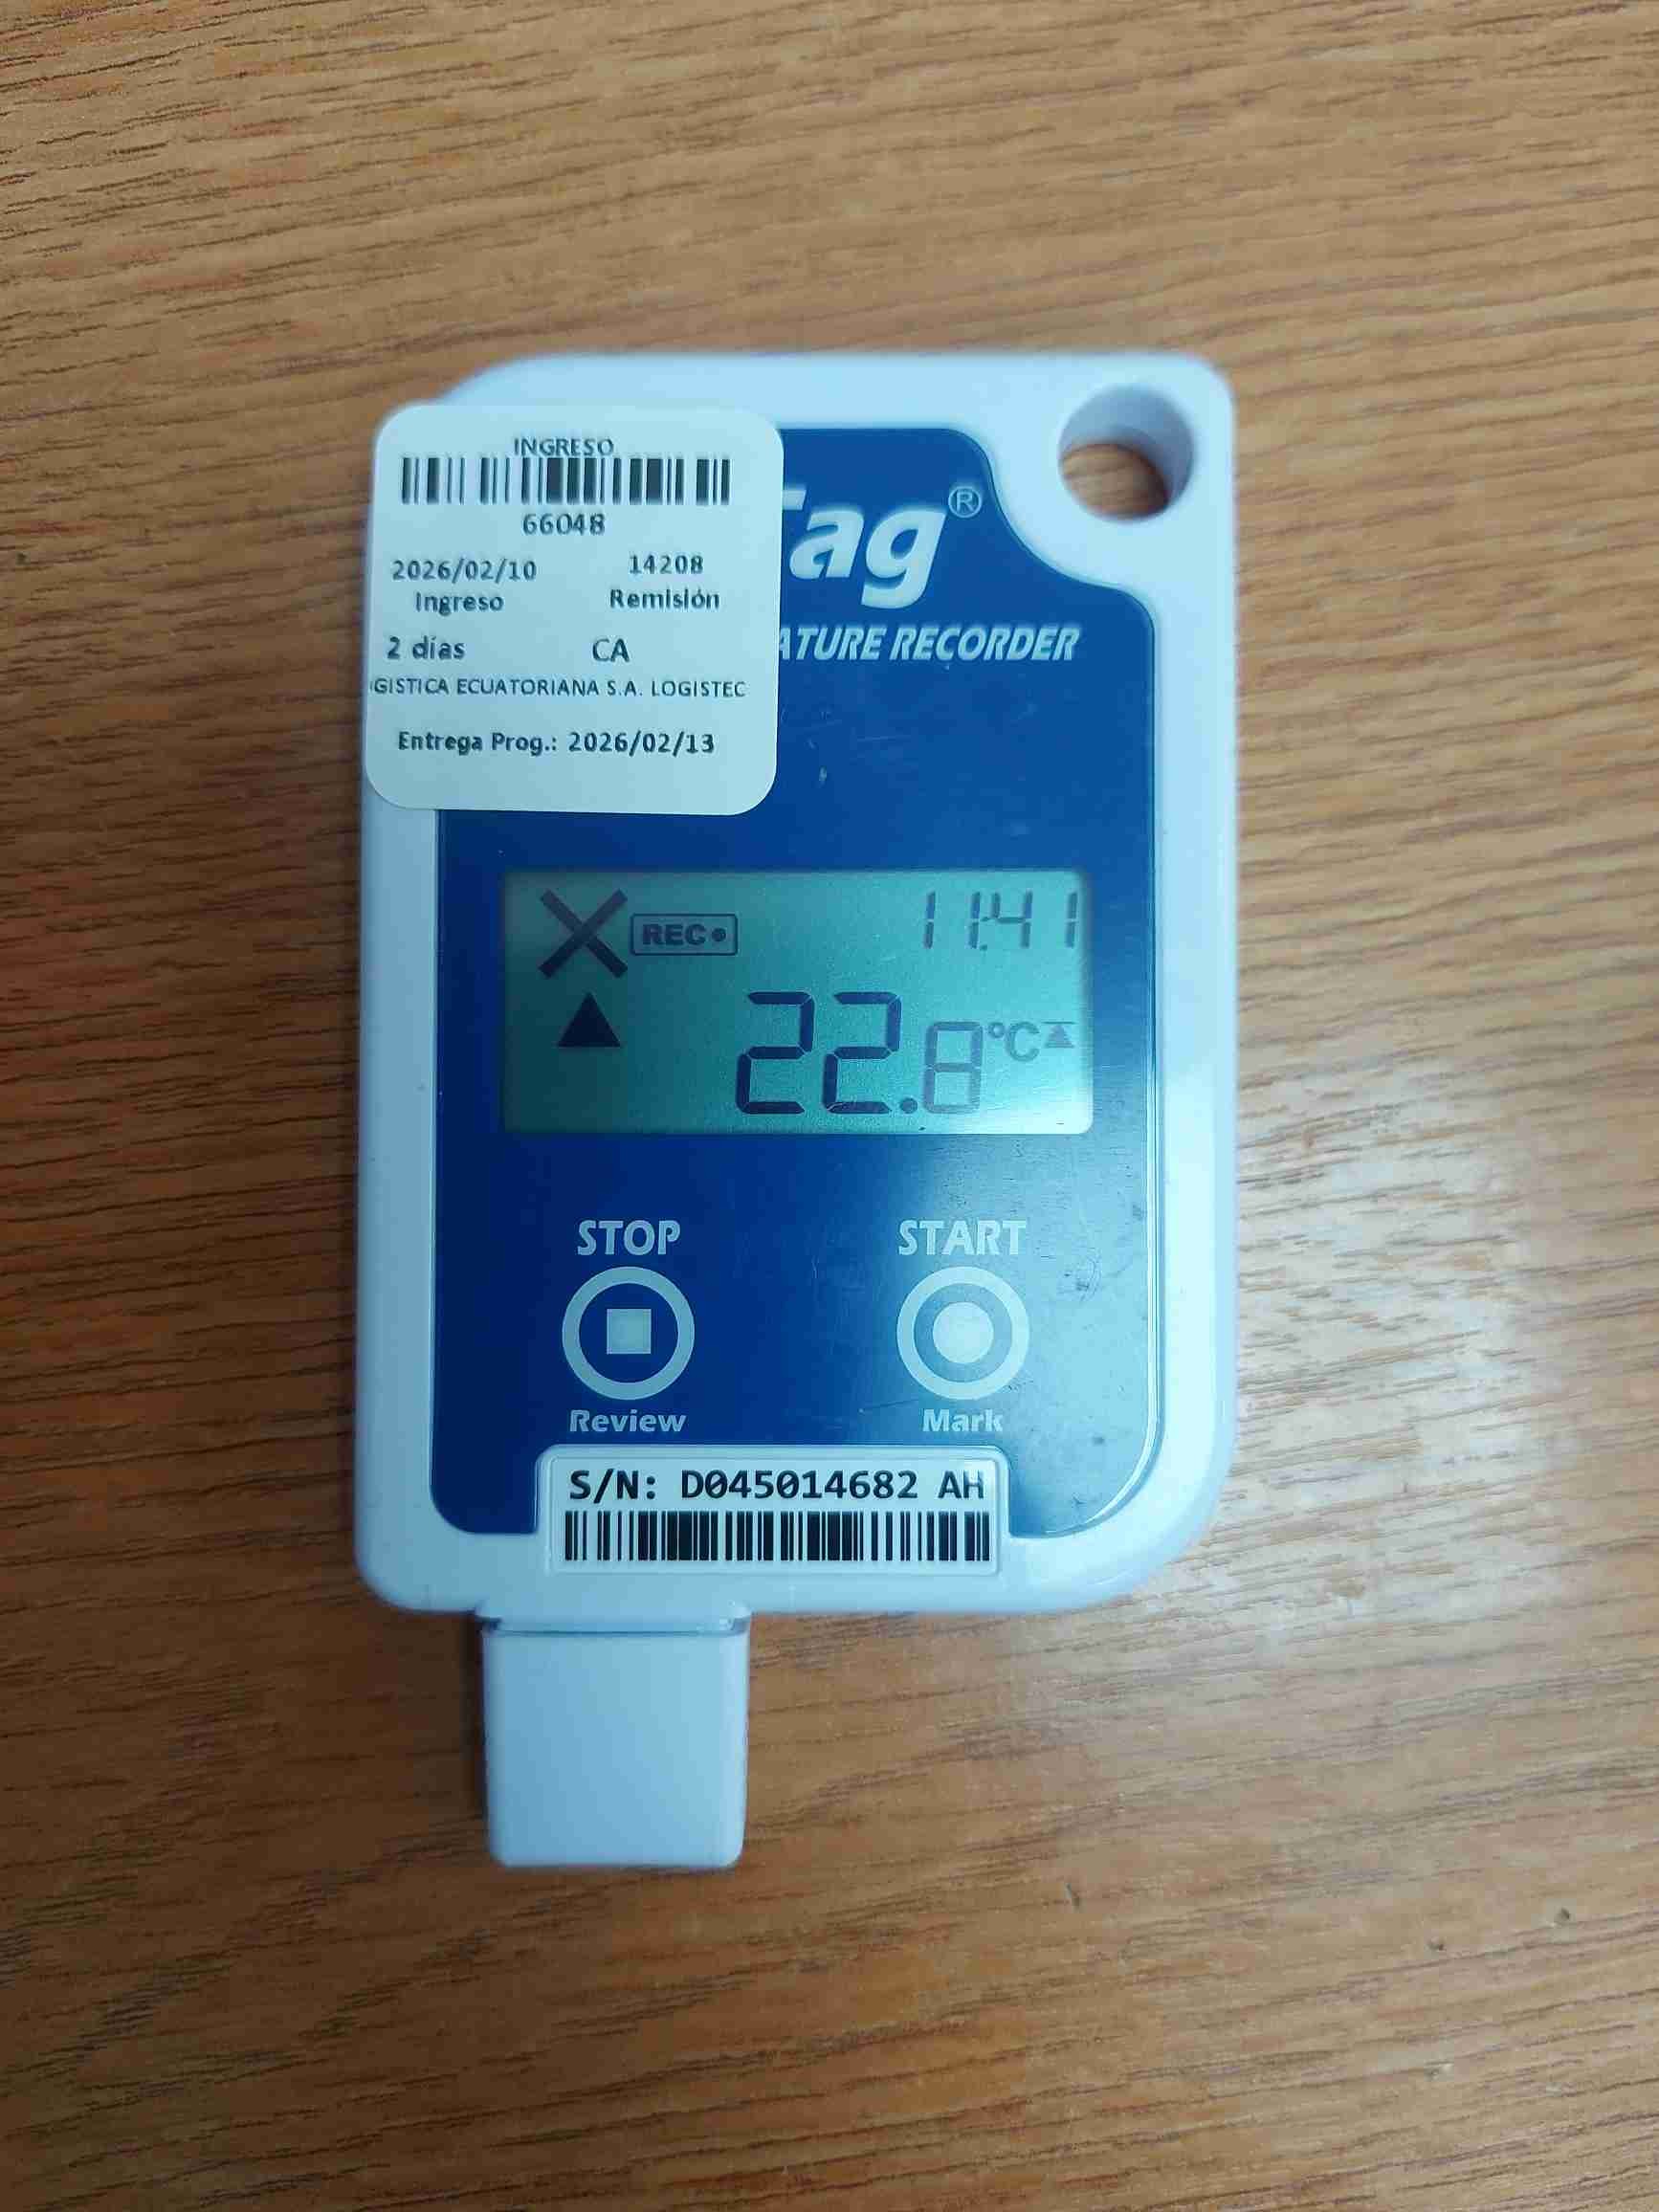 INGRESO
66048
2026/02/10 14208
Ingreso Remisión
2 días CA
GISTICA ECUATORIANA S.A. LOGISTEC
Entrega Prog.: 2026/02/13
Tag®
ATURE RECORDER
REC 11:41
22.8 °C
STOP START
Review Mark
S/N: D045014682 AH